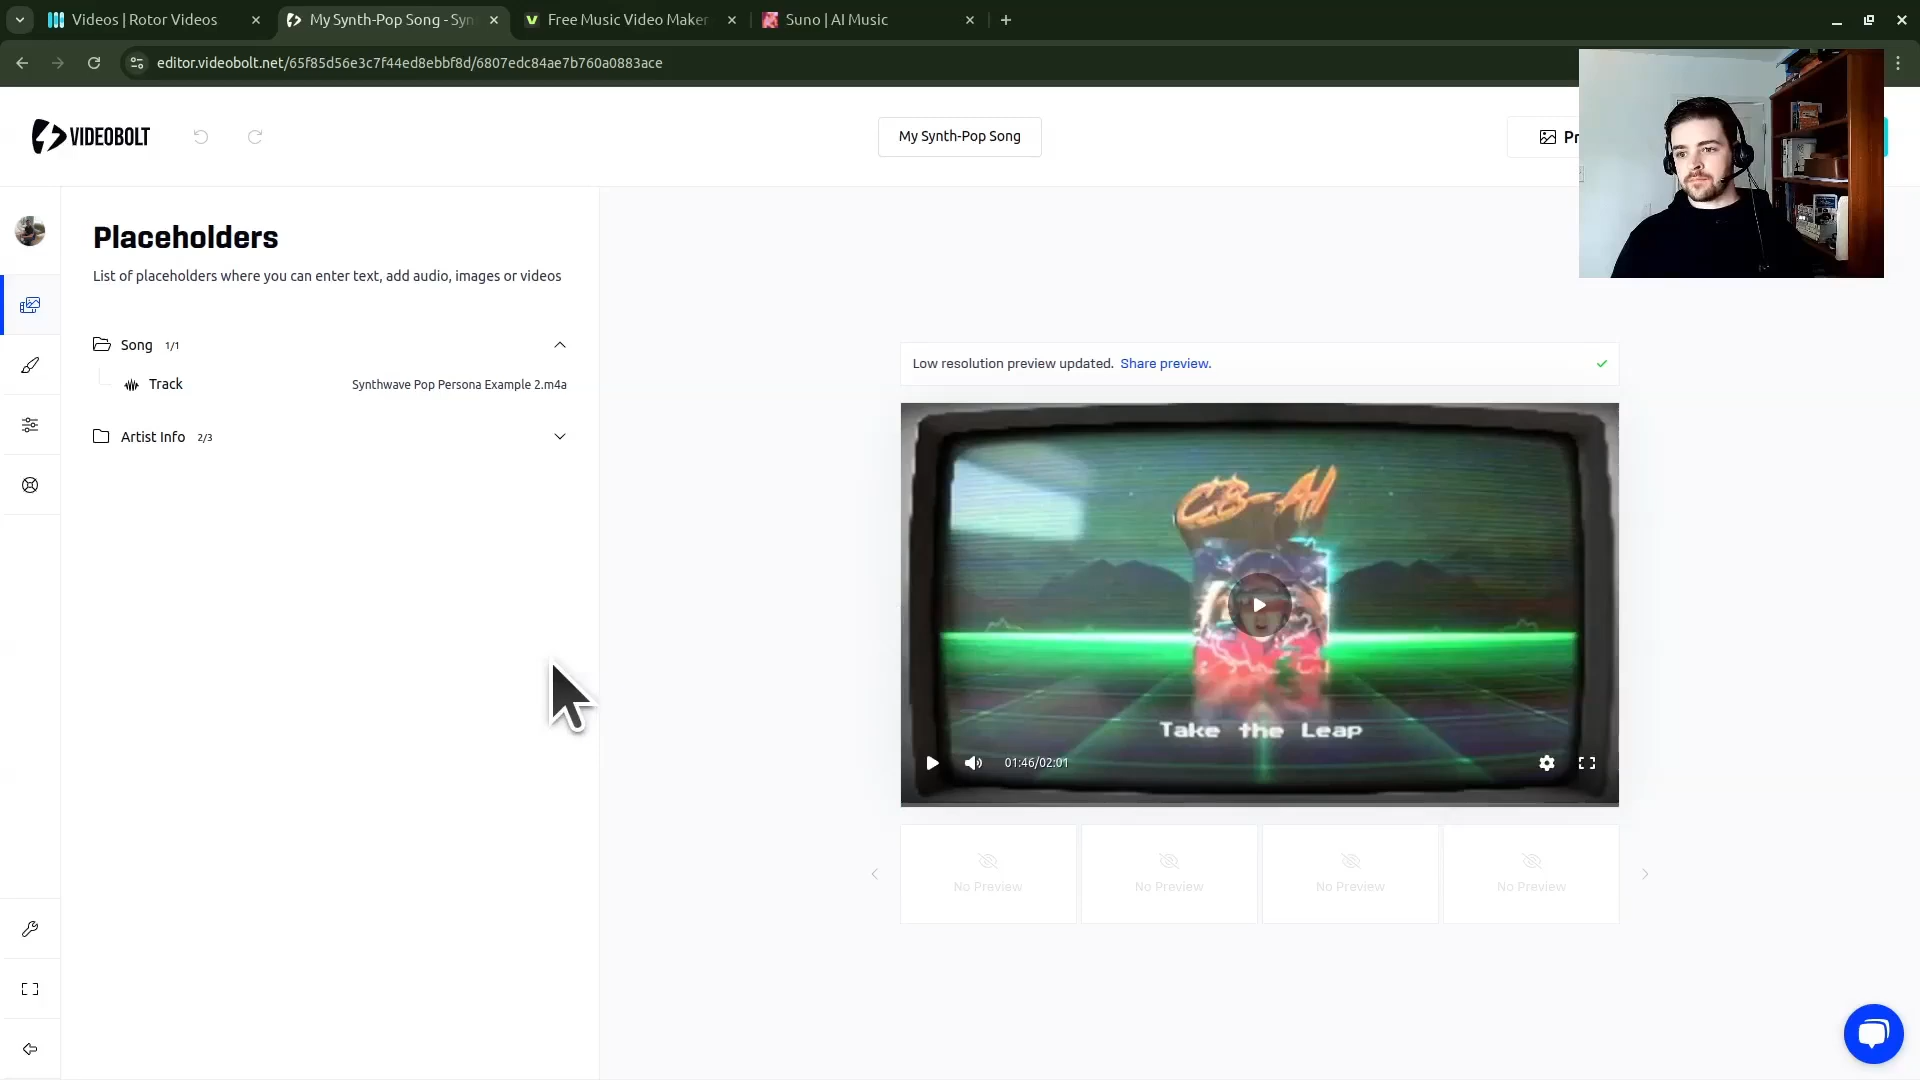 Videos | Rotor Videos
My Synth-Pop Song - Syn
Free Music Video Maker
Suno | AI Music
editor.videobolt.net/65f85d56e3c7f44ed8ebbf8d/6807edc84ae7b760a0883ace
VIDEOBOLT
My Synth-Pop Song
Pr
Placeholders
List of placeholders where you can enter text, add audio, images or videos
Song 1/1
Track Synthwave Pop Persona Example 2.m4a
Artist Info 2/3
Low resolution preview updated. Share preview.
CB-AI
Take the Leap
01:46/02:01
No Preview
No Preview
No Preview
No Preview